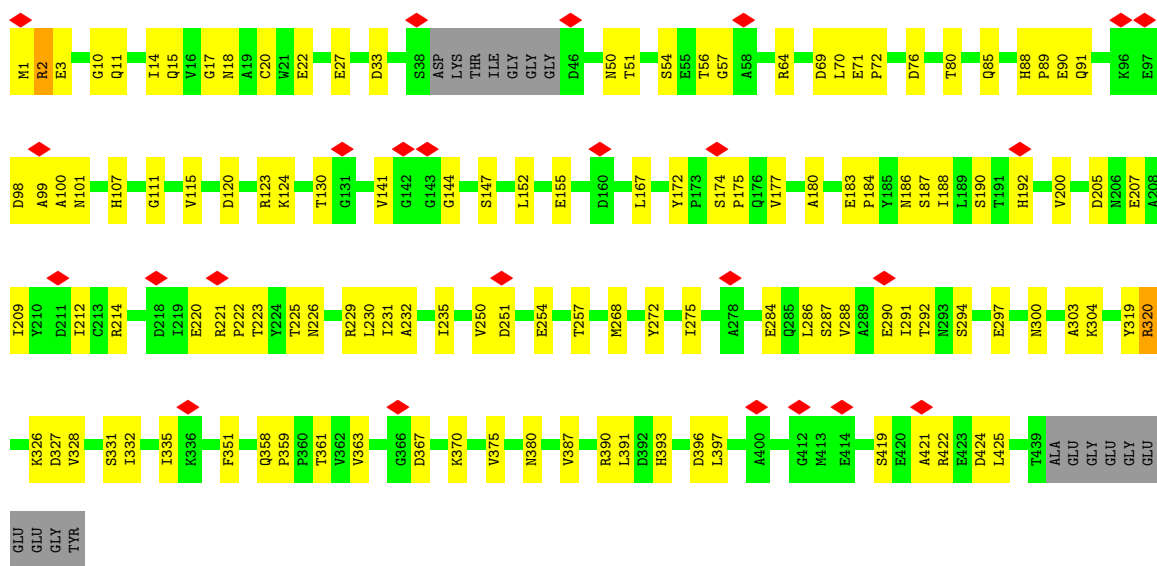 M1 R2 E3 G10 Q11 I14 Q15 V16 G17 N18 A19 C20 W21 E22 E27 D33 S38 ASP LYS THR ILE GLY GLY GLY D46 N50 T51 S54 E55 T56 G57 A58 R64 D69 L70 E71 P72 D76 T80 Q85 H88 P89 E90 Q91 K96 E97
D98 A99 A100 N101 H107 G111 V115 D120 R123 K124 T130 G131 V141 G142 G143 G144 S147 L152 E155 D160 L167 Y172 P173 S174 P175 Q176 V177 A180 E183 P184 Y185 N186 S187 I188 L189 S190 T191 H192 V200 D205 N206 E207 A208
I209 Y210 D211 I212 C213 R214 D218 I219 E220 R221 P222 T223 Y224 T225 N226 R229 L230 I231 A232 I235 V250 D251 E254 T257 M268 Y272 I275 A278 E284 Q285 L286 S287 V288 A289 E290 I291 T292 N293 S294 E297 N300 A303 K304 Y319 R320
K326 D327 V328 S331 I332 I335 K336 F351 Q358 P359 P360 T361 V362 V363 G366 D367 K370 V375 N380 V387 R390 L391 D392 H393 D396 L397 A400 G412 M413 E414 S419 E420 A421 R422 E423 D424 L425 T439 ALA GLU GLY GLU GLY GLU
GLU GLU GLY TYR